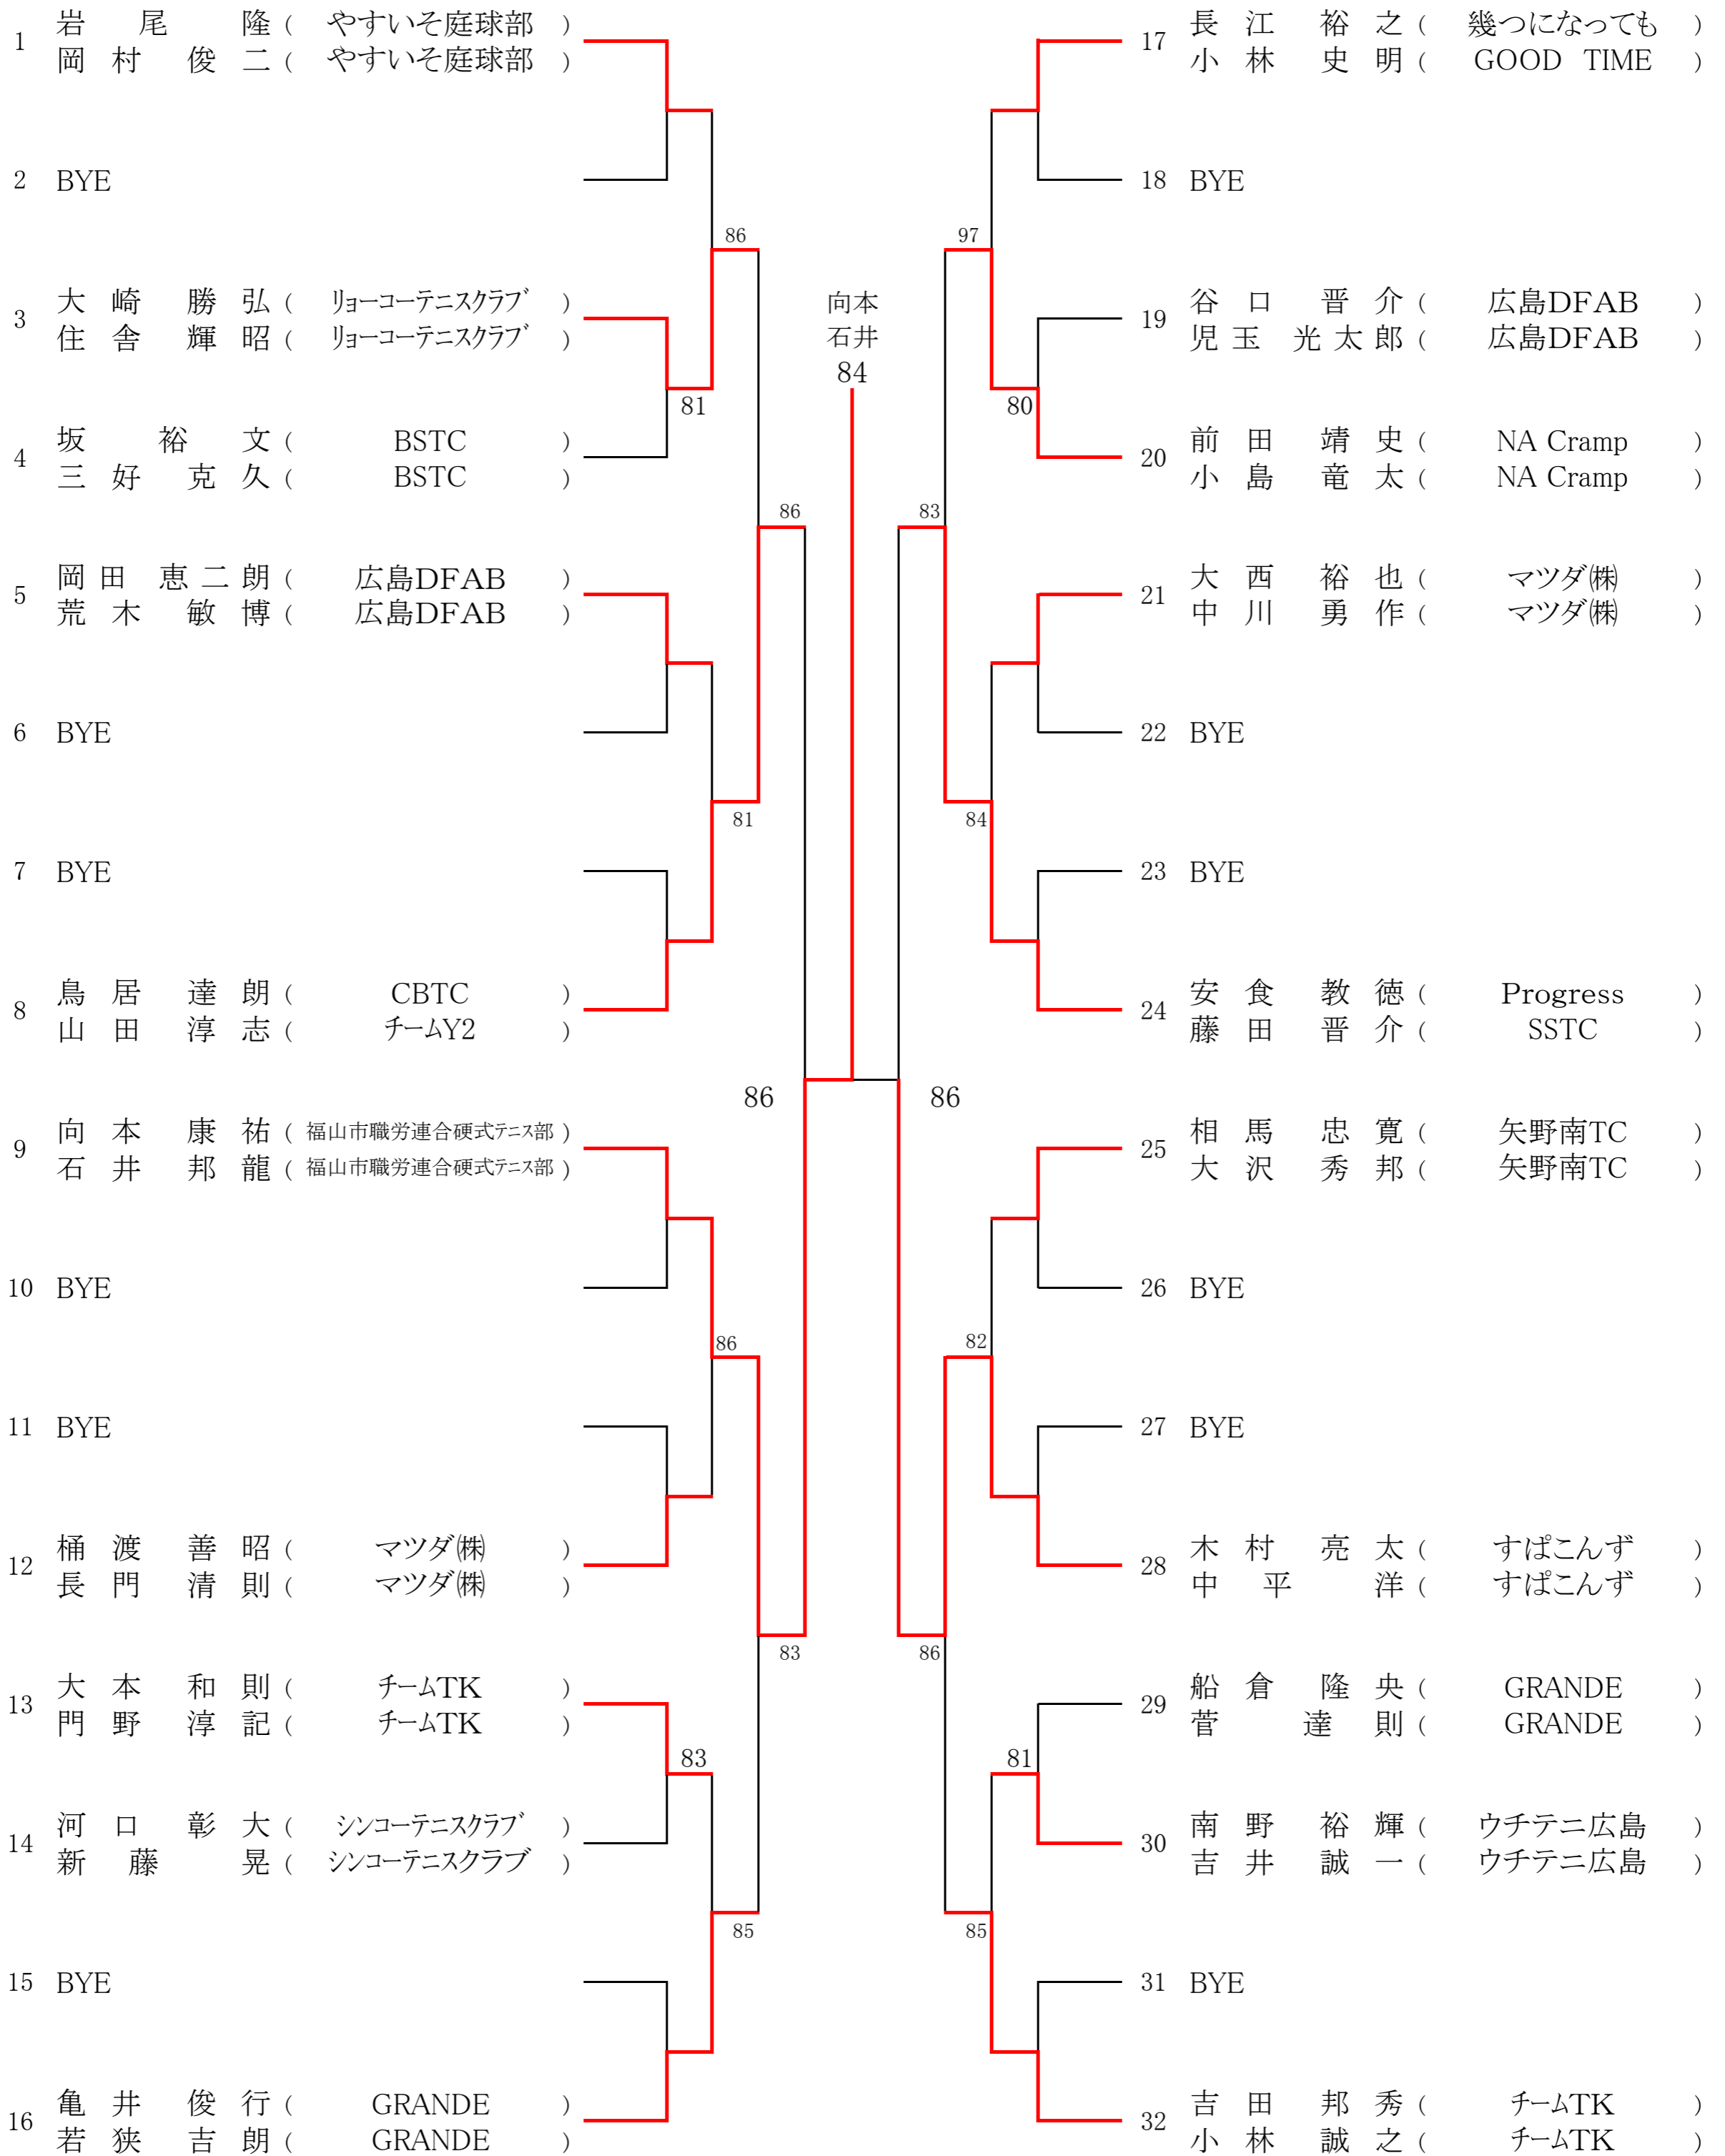 1 岩尾 隆 ( やすいそ庭球部 )
岡村 俊二 ( やすいそ庭球部 )
2 BYE
86
3 大崎 勝弘 ( リョーコーテニスクラブ )
住舎 輝昭 ( リョーコーテニスクラブ )
81
4 坂 裕文 ( BSTC )
三好 克久 ( BSTC )
86
5 岡田 恵二朗 ( 広島DFAB )
荒木 敏博 ( 広島DFAB )
6 BYE
81
7 BYE
8 鳥居 達朗 ( CBTC )
山田 淳志 ( チームY2 )
86
9 向本 康祐 ( 福山市職労連合硬式テニス部 )
石井 邦龍 ( 福山市職労連合硬式テニス部 )
10 BYE
86
11 BYE
12 桶渡 善昭 ( マツダ㈱ )
長門 清則 ( マツダ㈱ )
83
13 大本 和則 ( チームTK )
門野 淳記 ( チームTK )
83
14 河口 彰大 ( シンコーテニスクラブ )
新藤 晃 ( シンコーテニスクラブ )
85
15 BYE
16 亀井 俊行 ( GRANDE )
若狭 吉朗 ( GRANDE )
向本
石井
84
17 長江 裕之 ( 幾つになっても )
小林 史明 ( GOOD TIME )
18 BYE
97
19 谷口 晋介 ( 広島DFAB )
児玉 光太郎 ( 広島DFAB )
80
20 前田 靖史 ( NA Cramp )
小島 竜太 ( NA Cramp )
83
21 大西 裕也 ( マツダ㈱ )
中川 勇作 ( マツダ㈱ )
22 BYE
84
23 BYE
24 安食 教徳 ( Progress )
藤田 晋介 ( SSTC )
86
25 相馬 忠寛 ( 矢野南TC )
大沢 秀邦 ( 矢野南TC )
26 BYE
82
27 BYE
28 木村 亮太 ( すぱこんず )
中平 洋 ( すぱこんず )
86
29 船倉 隆央 ( GRANDE )
菅 達則 ( GRANDE )
81
30 南野 裕輝 ( ウチテニ広島 )
吉井 誠一 ( ウチテニ広島 )
85
31 BYE
32 吉田 邦秀 ( チームTK )
小林 誠之 ( チームTK )